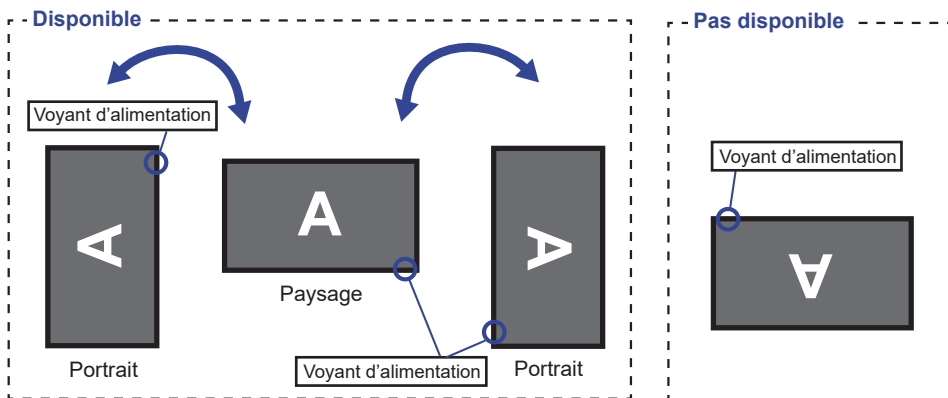 Disponible
Pas disponible
Voyant d'alimentation
Voyant d'alimentation
A
A
A
A
Paysage
Portrait
Voyant d'alimentation
Portrait